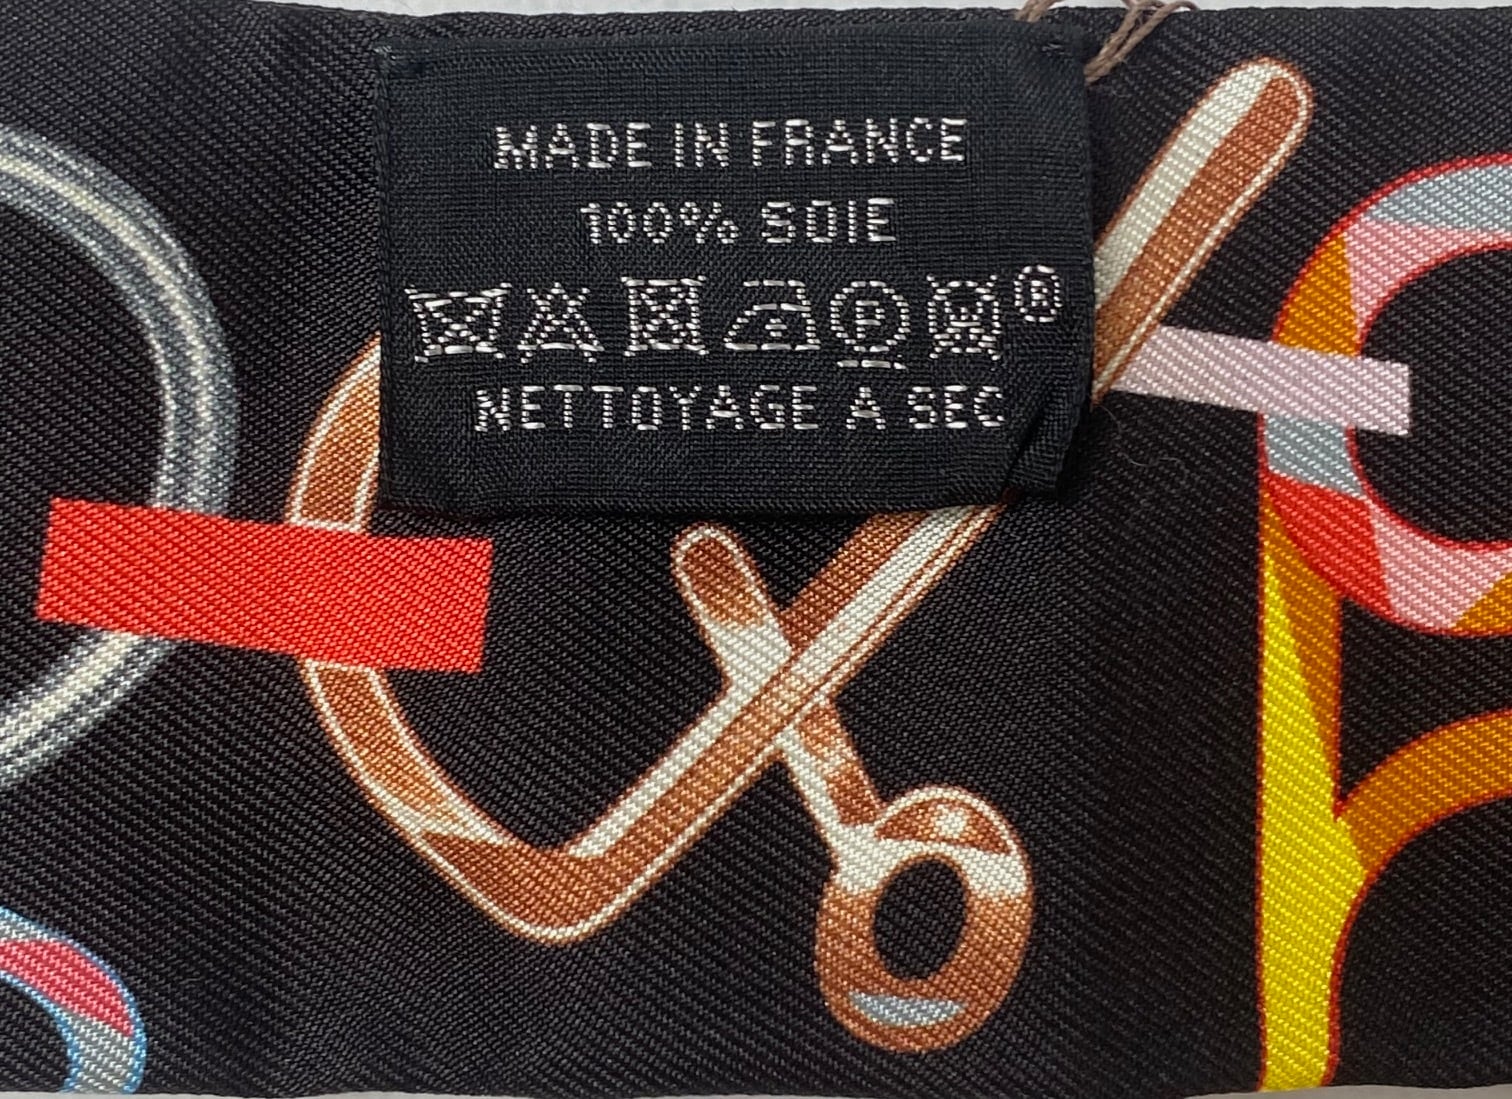 MADE IN FRANCE
100% SOIE
P W ®
NETTOYAGE A SEC